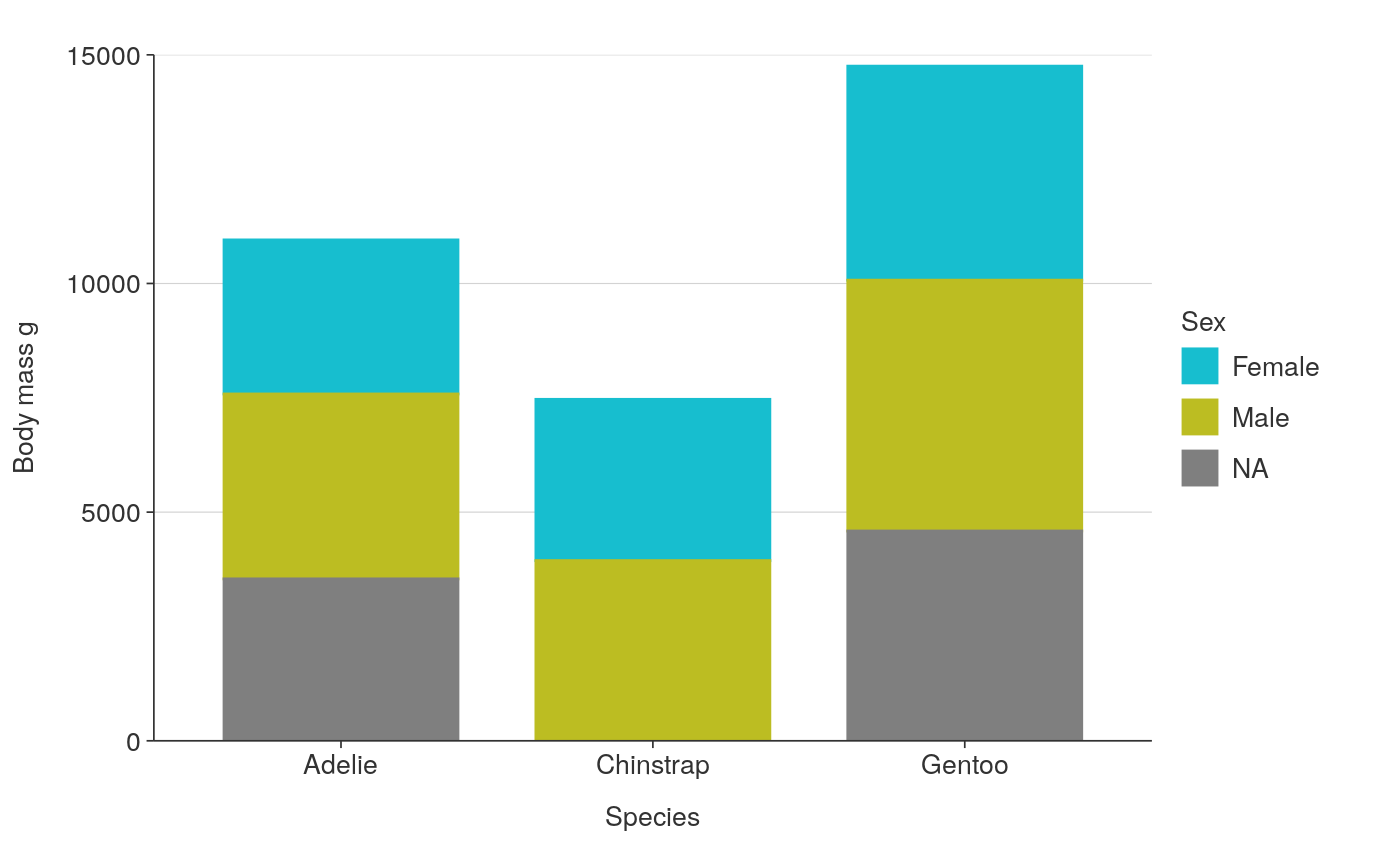 15000
10000
5000
0
Body mass g
Adelie
Chinstrap
Gentoo
Species
Sex
Female
Male
NA